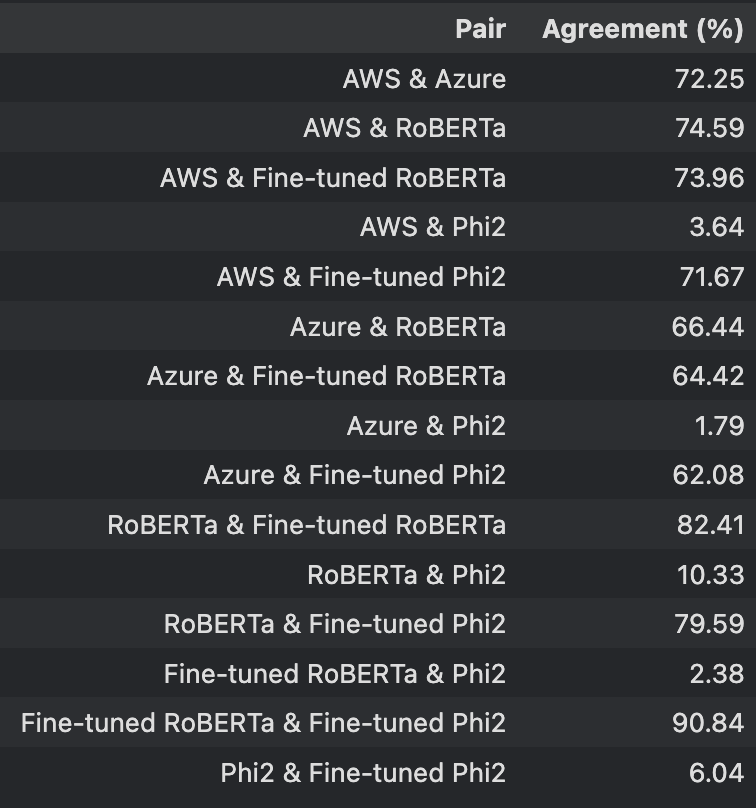 Pair Agreement (%)
AWS & Azure 72.25
AWS & RoBERTa 74.59
AWS & Fine-tuned RoBERTa 73.96
AWS & Phi2 3.64
AWS & Fine-tuned Phi2 71.67
Azure & RoBERTa 66.44
Azure & Fine-tuned RoBERTa 64.42
Azure & Phi2 1.79
Azure & Fine-tuned Phi2 62.08
RoBERTa & Fine-tuned RoBERTa 82.41
RoBERTa & Phi2 10.33
RoBERTa & Fine-tuned Phi2 79.59
Fine-tuned RoBERTa & Phi2 2.38
Fine-tuned RoBERTa & Fine-tuned Phi2 90.84
Phi2 & Fine-tuned Phi2 6.04